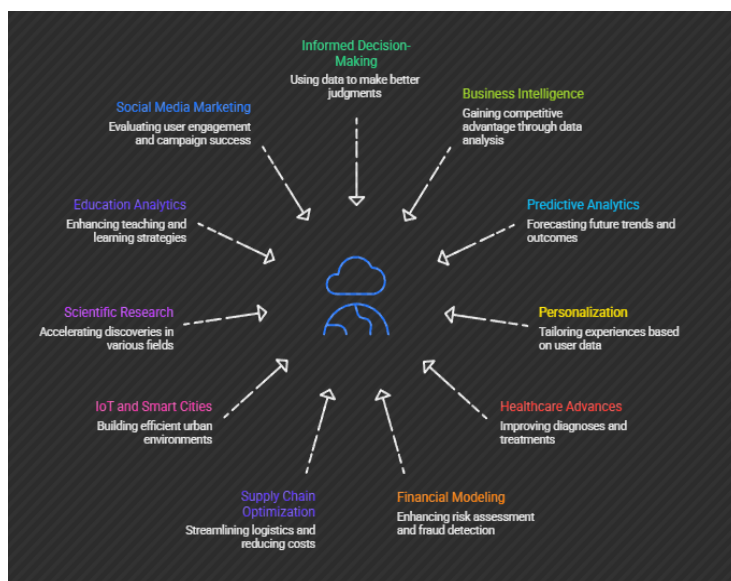 Informed Decision-
Making
Using data to make better
judgments
Business Intelligence
Gaining competitive
advantage through data
analysis
Predictive Analytics
Forecasting future trends and
outcomes
Personalization
Tailoring experiences based
on user data
Healthcare Advances
Improving diagnoses and
treatments
Financial Modeling
Enhancing risk assessment
and fraud detection
Supply Chain
Optimization
Streamlining logistics and
reducing costs
IoT and Smart Cities
Building efficient urban
environments
Scientific Research
Accelerating discoveries in
various fields
Education Analytics
Enhancing teaching and
learning strategies
Social Media Marketing
Evaluating user engagement
and campaign success